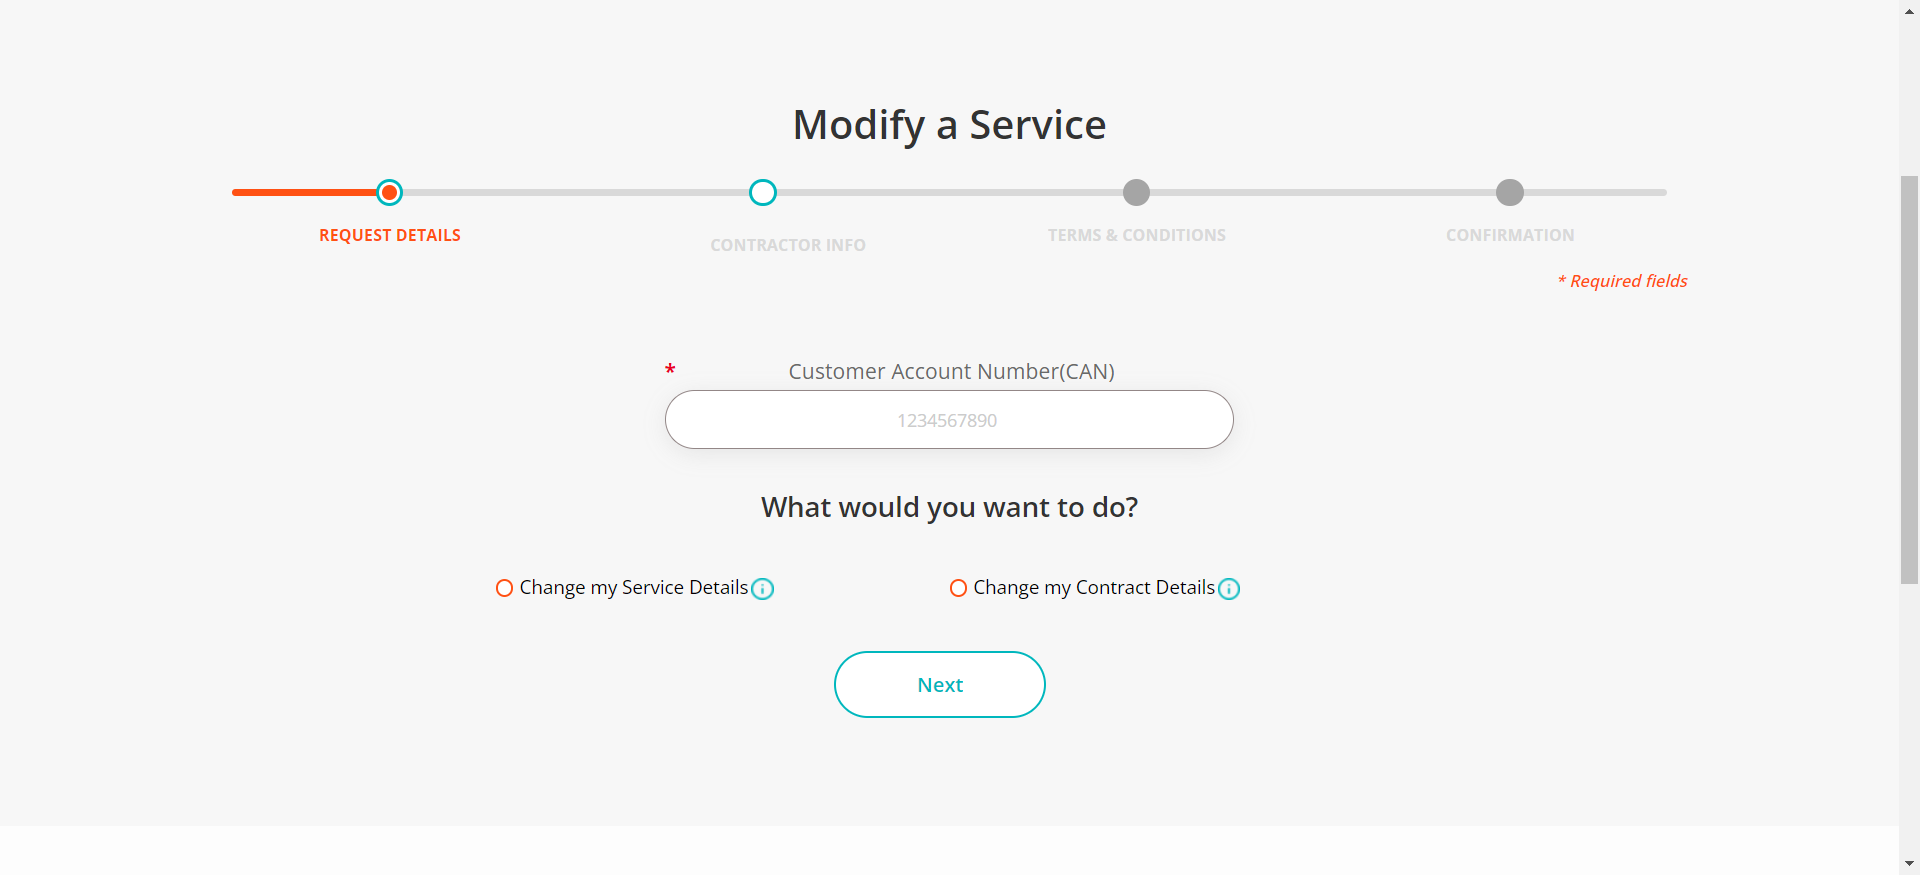 Modify a Service
REQUEST DETAILS
CONTRACTOR INFO
TERMS & CONDITIONS
CONFIRMATION
* Required fields
* Customer Account Number(CAN)
1234567890
What would you want to do?
Change my Service Details
Change my Contract Details
Next